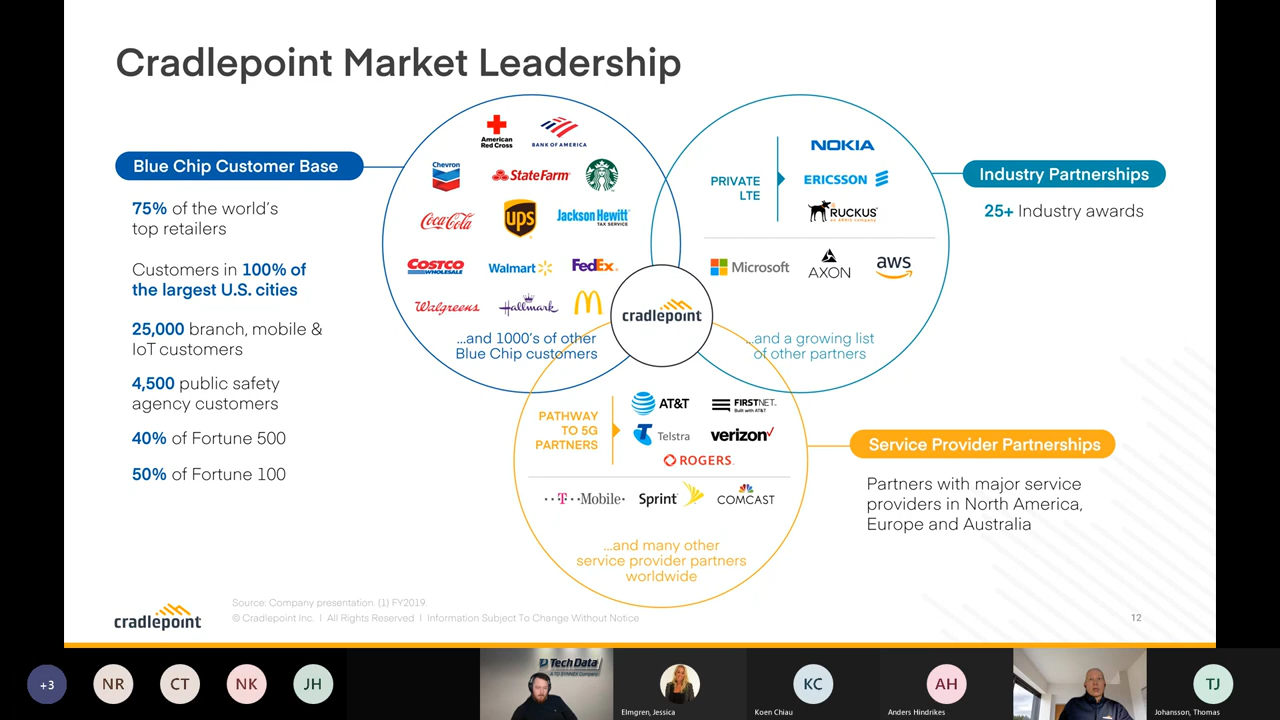 Cradlepoint Market Leadership
Blue Chip Customer Base
75% of the world's
top retailers
Customers in 100% of
the largest U.S. cities
25,000 branch, mobile &
IoT customers
4,500 public safety
agency customers
40% of Fortune 500
50% of Fortune 100
American
Red Cross
BANK OF AMERICA
Chevron
StateFarm
Coca-Cola
ups
Jackson Hewitt
TAX SERVICE
COSTCO
WHOLESALE
Walmart
FedEx
Walgreens
Hallmark
...and 1000's of other
Blue Chip customers
cradlepoint
PRIVATE
LTE
NOKIA
ERICSSON
RUCKUS
Microsoft
AXON
aws
...and a growing list
of other partners
Industry Partnerships
25+ Industry awards
PATHWAY
TO 5G
PARTNERS
AT&T
FIRSTNET
Built with AT&T
Telstra
verizon
ROGERS
T-Mobile
Sprint
COMCAST
...and many other
service provider partners
worldwide
Service Provider Partnerships
Partners with major service
providers in North America,
Europe and Australia
cradlepoint
Source: Company presentation. (1) FY2019.
© Cradlepoint Inc. | All Rights Reserved | Information Subject To Change Without Notice
12
+3
NR
CT
NK
JH
Tech Data
A TD SYNNEX Company
Elmgren, Jessica
KC
Koen Chiau
AH
Anders Hindrikes
TJ
Johansson, Thomas